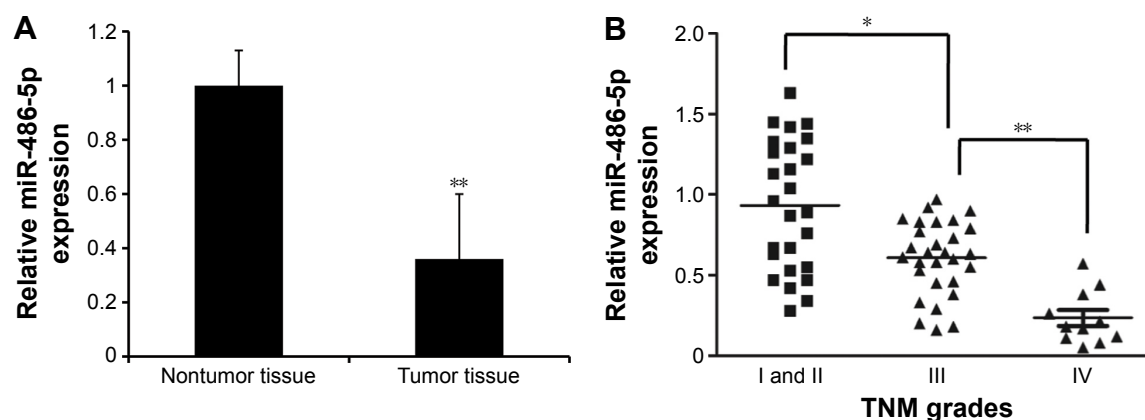 A
Relative miR-486-5p
expression
1.2
1
0.8
0.6
0.4
0.2
0
**
Nontumor tissue
Tumor tissue
B
Relative miR-486-5p
expression
2.0
1.5
1.0
0.5
0
*
**
I and II
III
IV
TNM grades